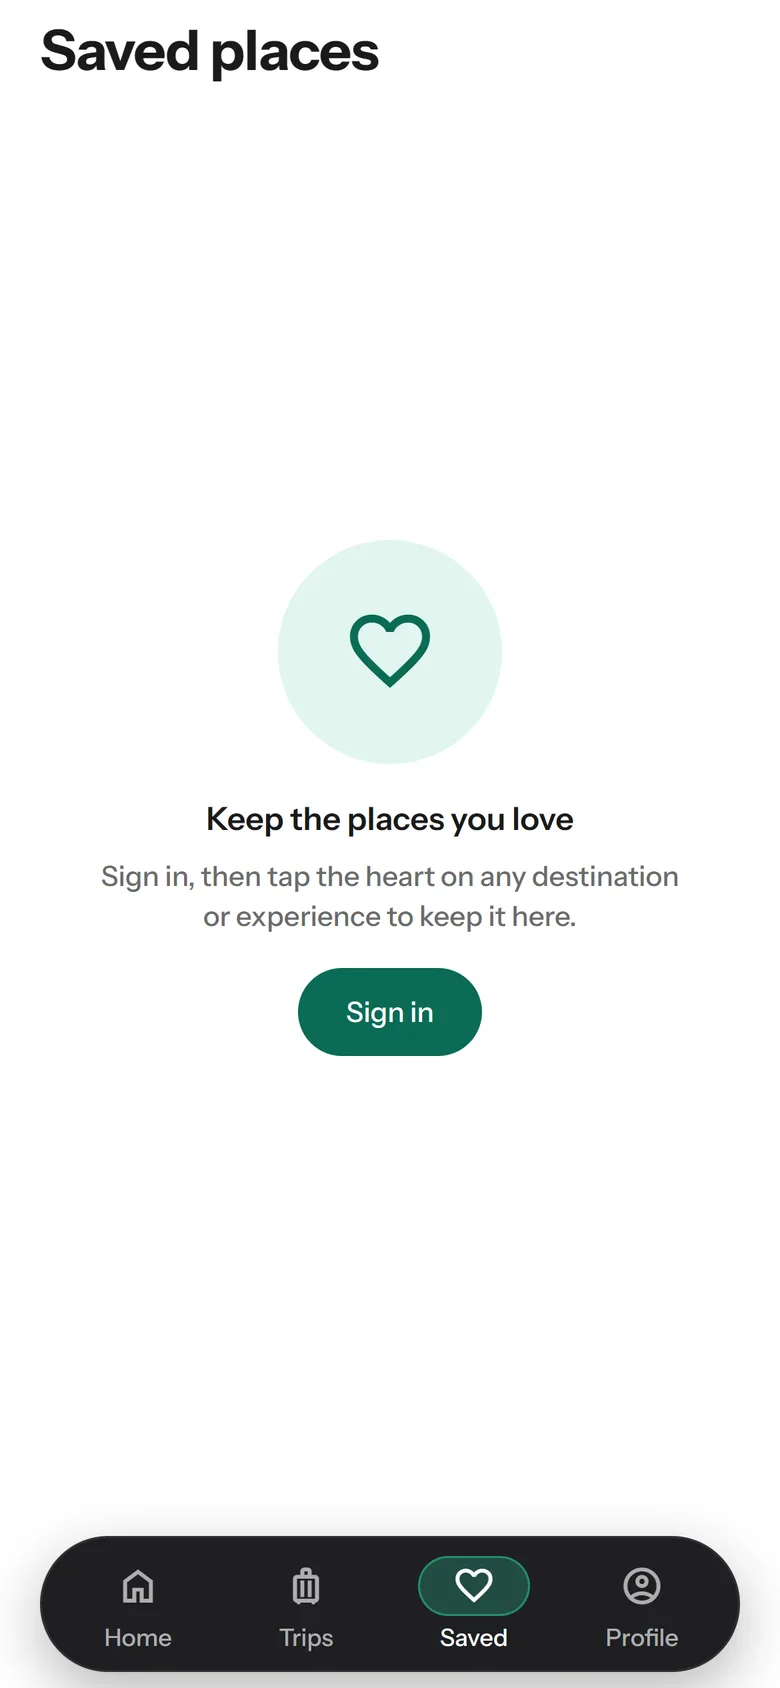 Saved places
Keep the places you love
Sign in, then tap the heart on any destination
or experience to keep it here.
Sign in
Home
Trips
Saved
Profile